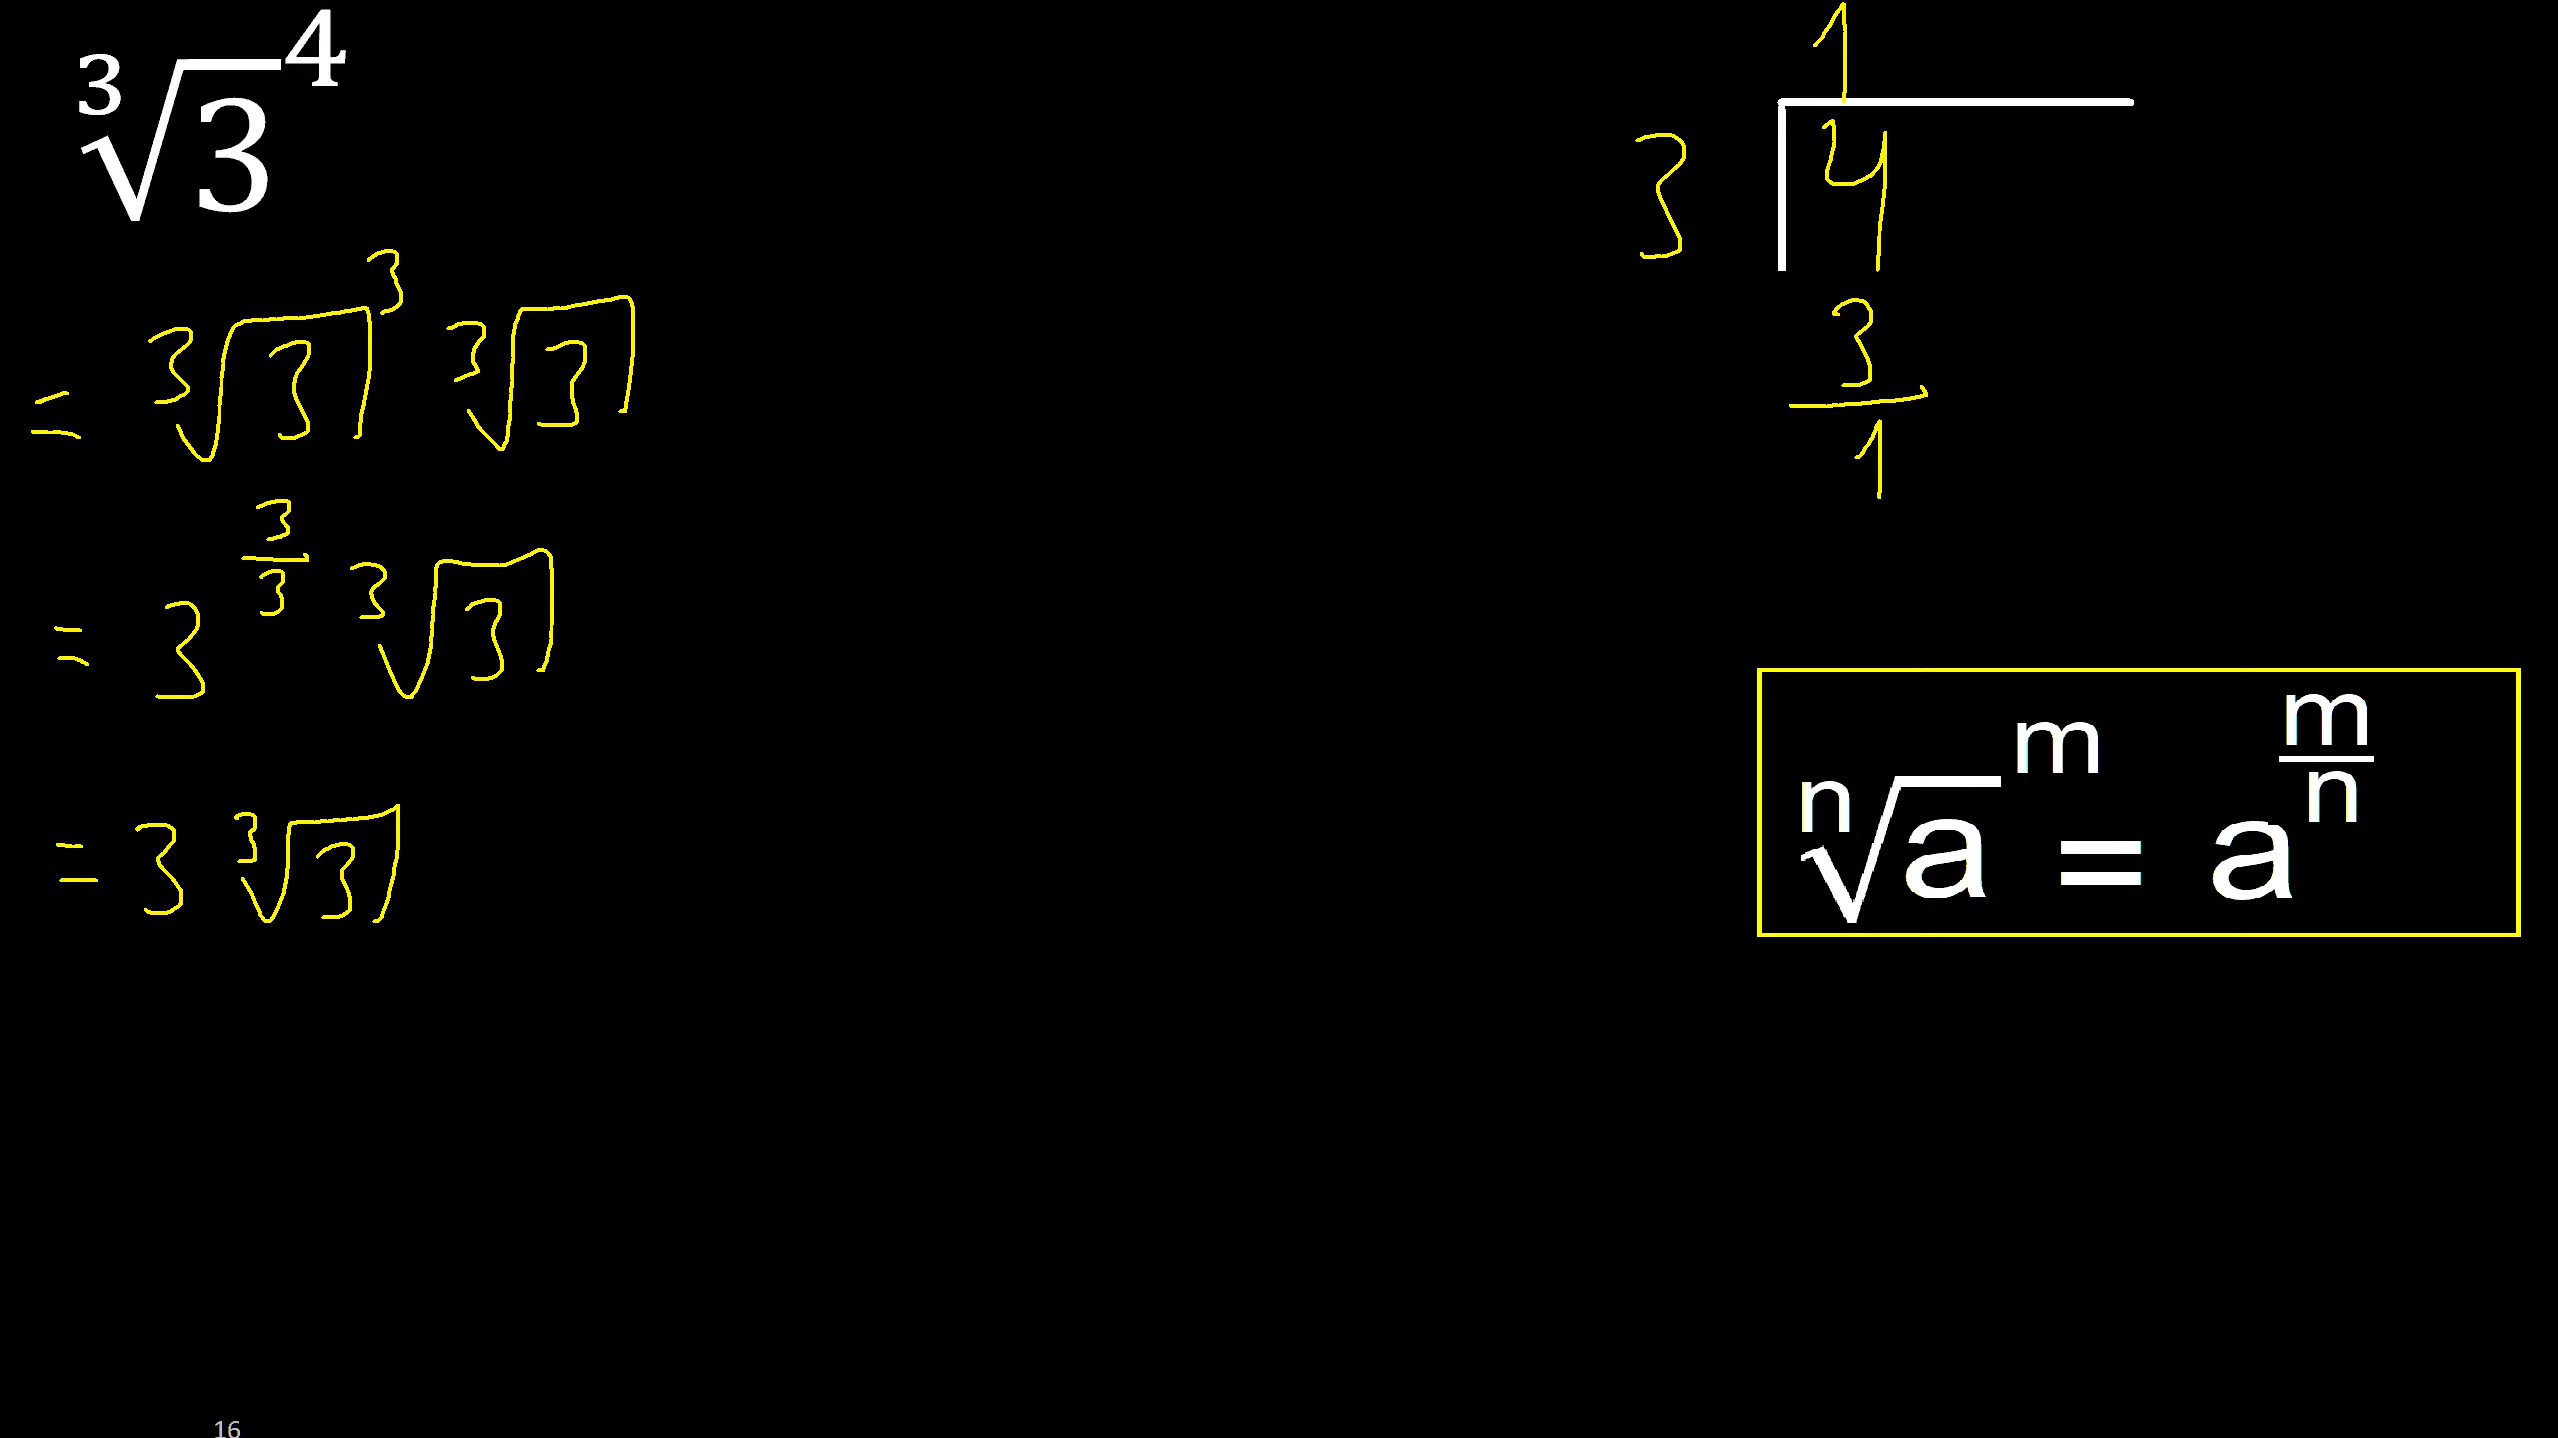 ∛3⁴
= ∛3³ ∛3
= 3^(3/3) ∛3
= 3 ∛3
1
3 4
3
1
ⁿ√aᵐ = a^(m/n)
16